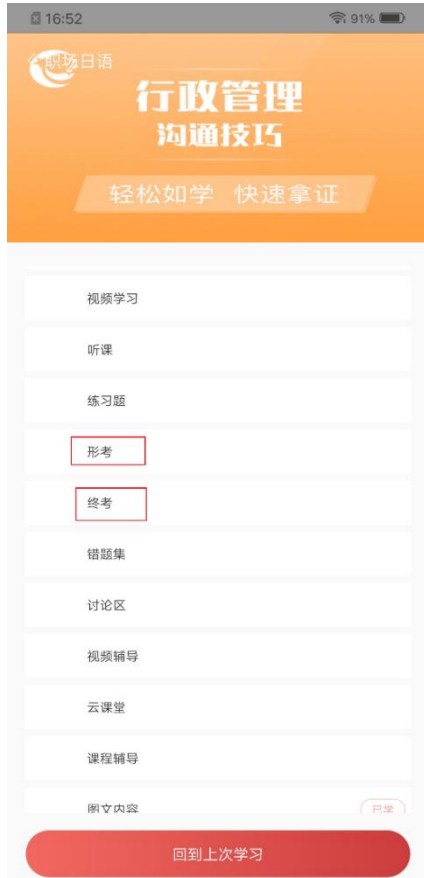 16:52
91%
职场日语
行政管理
沟通技巧
轻松如学 快速拿证
视频学习
听课
练习题
形考
终考
错题集
讨论区
视频辅导
云课堂
课程辅导
图文内容
已学
回到上次学习